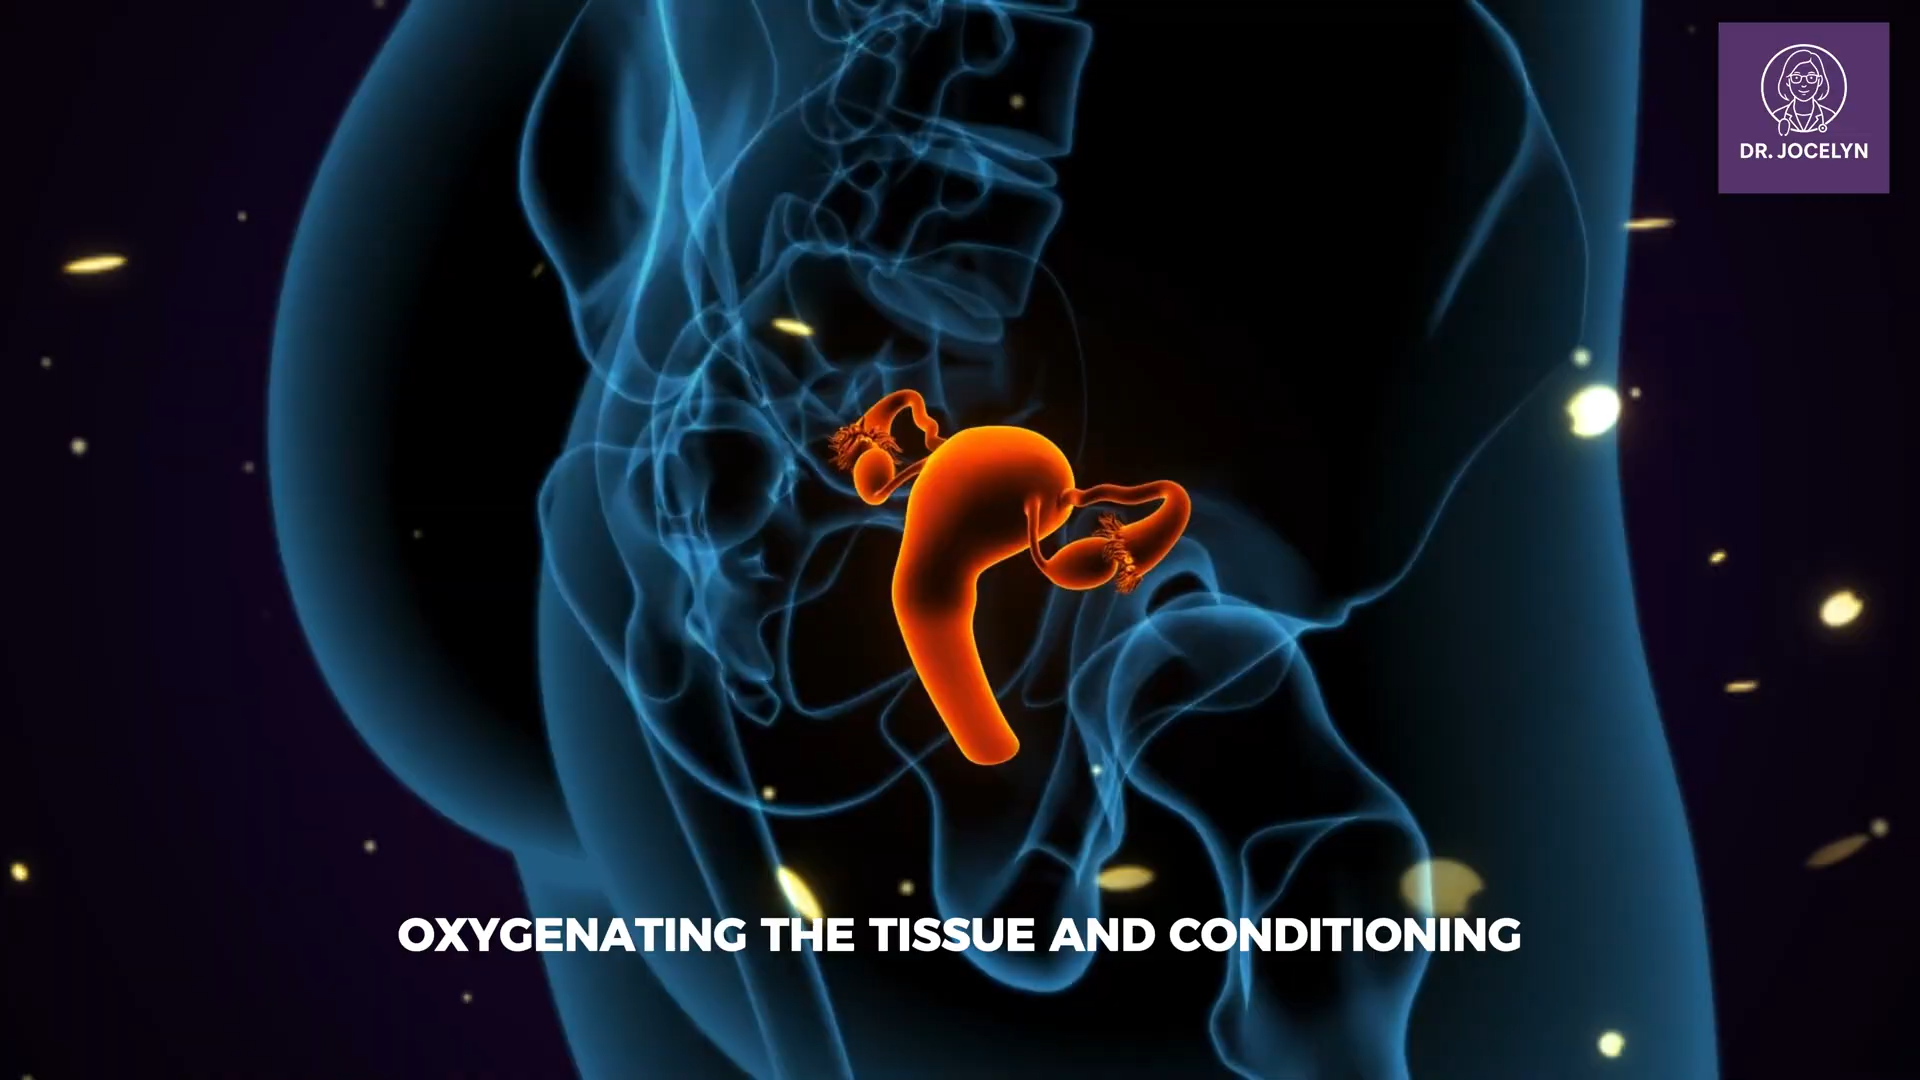 DR. JOCELYN
OXYGENATING THE TISSUE AND CONDITIONING